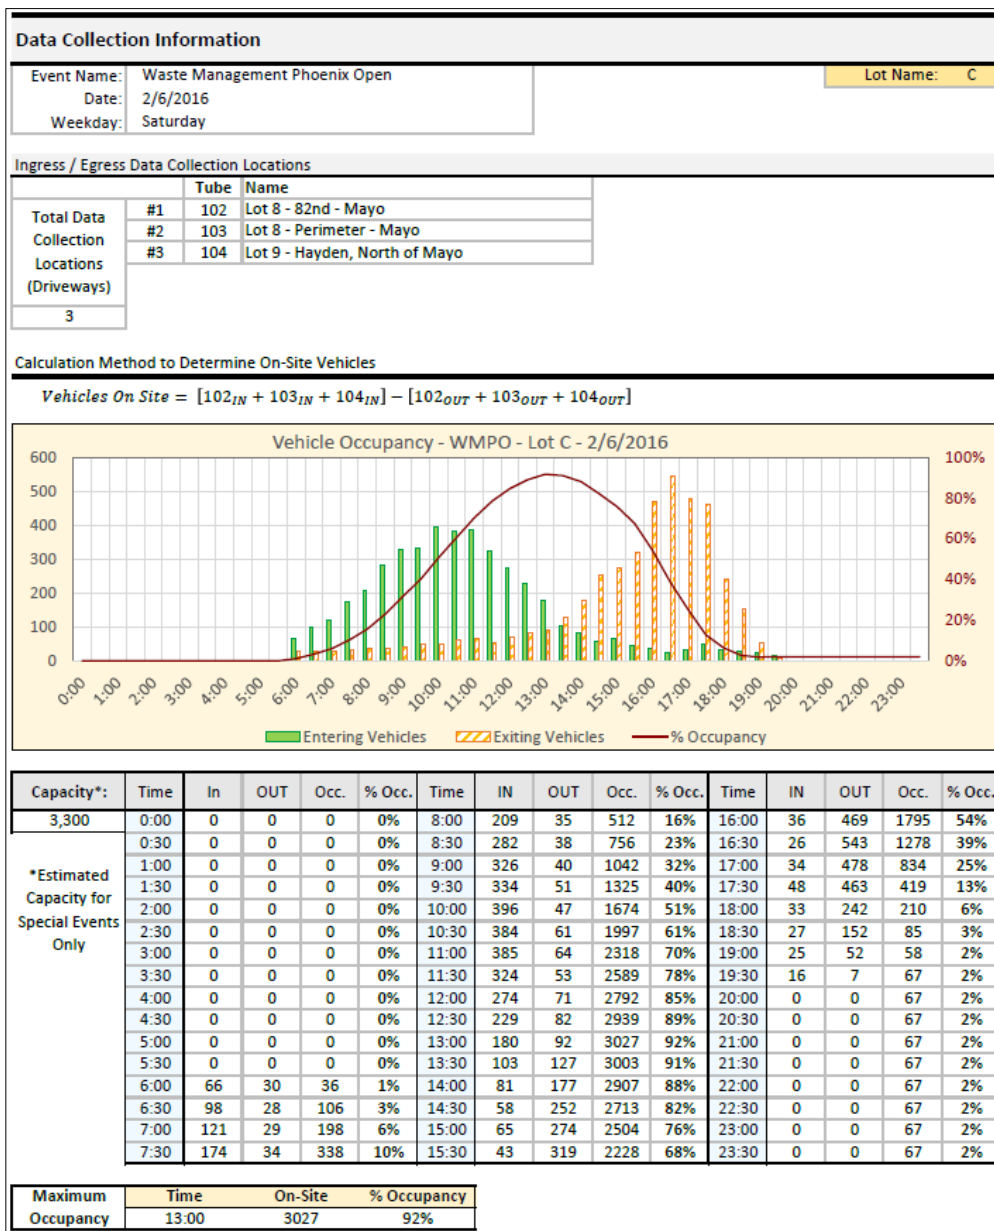 Data Collection Information
Event Name: Waste Management Phoenix Open
Lot Name: C
Date: 2/6/2016
Weekday: Saturday
Ingress / Egress Data Collection Locations
Tube Name
Total Data Collection Locations (Driveways)
#1 102 Lot 8 - 82nd - Mayo
#2 103 Lot 8 - Perimeter - Mayo
#3 104 Lot 9 - Hayden, North of Mayo
3
Calculation Method to Determine On-Site Vehicles
Vehicles On Site = [102IN + 103IN + 104IN] − [102OUT + 103OUT + 104OUT]
Vehicle Occupancy - WMPO - Lot C - 2/6/2016
600 100%
500 80%
400 60%
300
200 40%
100 20%
0 0%
0:00 1:00 2:00 3:00 4:00 5:00 6:00 7:00 8:00 9:00 10:00 11:00 12:00 13:00 14:00 15:00 16:00 17:00 18:00 19:00 20:00 21:00 22:00 23:00
Entering Vehicles Exiting Vehicles % Occupancy
Capacity*: Time In OUT Occ. % Occ. Time IN OUT Occ. % Occ. Time IN OUT Occ. % Occ.
3,300 0:00 0 0 0 0% 8:00 209 35 512 16% 16:00 36 469 1795 54%
0:30 0 0 0 0% 8:30 282 38 756 23% 16:30 26 543 1278 39%
*Estimated Capacity for Special Events Only
1:00 0 0 0 0% 9:00 326 40 1042 32% 17:00 34 478 834 25%
1:30 0 0 0 0% 9:30 334 51 1325 40% 17:30 48 463 419 13%
2:00 0 0 0 0% 10:00 396 47 1674 51% 18:00 33 242 210 6%
2:30 0 0 0 0% 10:30 384 61 1997 61% 18:30 27 152 85 3%
3:00 0 0 0 0% 11:00 385 64 2318 70% 19:00 25 52 58 2%
3:30 0 0 0 0% 11:30 324 53 2589 78% 19:30 16 7 67 2%
4:00 0 0 0 0% 12:00 274 71 2792 85% 20:00 0 0 67 2%
4:30 0 0 0 0% 12:30 229 82 2939 89% 20:30 0 0 67 2%
5:00 0 0 0 0% 13:00 180 92 3027 92% 21:00 0 0 67 2%
5:30 0 0 0 0% 13:30 103 127 3003 91% 21:30 0 0 67 2%
6:00 66 30 36 1% 14:00 81 177 2907 88% 22:00 0 0 67 2%
6:30 98 28 106 3% 14:30 58 252 2713 82% 22:30 0 0 67 2%
7:00 121 29 198 6% 15:00 65 274 2504 76% 23:00 0 0 67 2%
7:30 174 34 338 10% 15:30 43 319 2228 68% 23:30 0 0 67 2%
Maximum Occupancy
Time On-Site % Occupancy
13:00 3027 92%